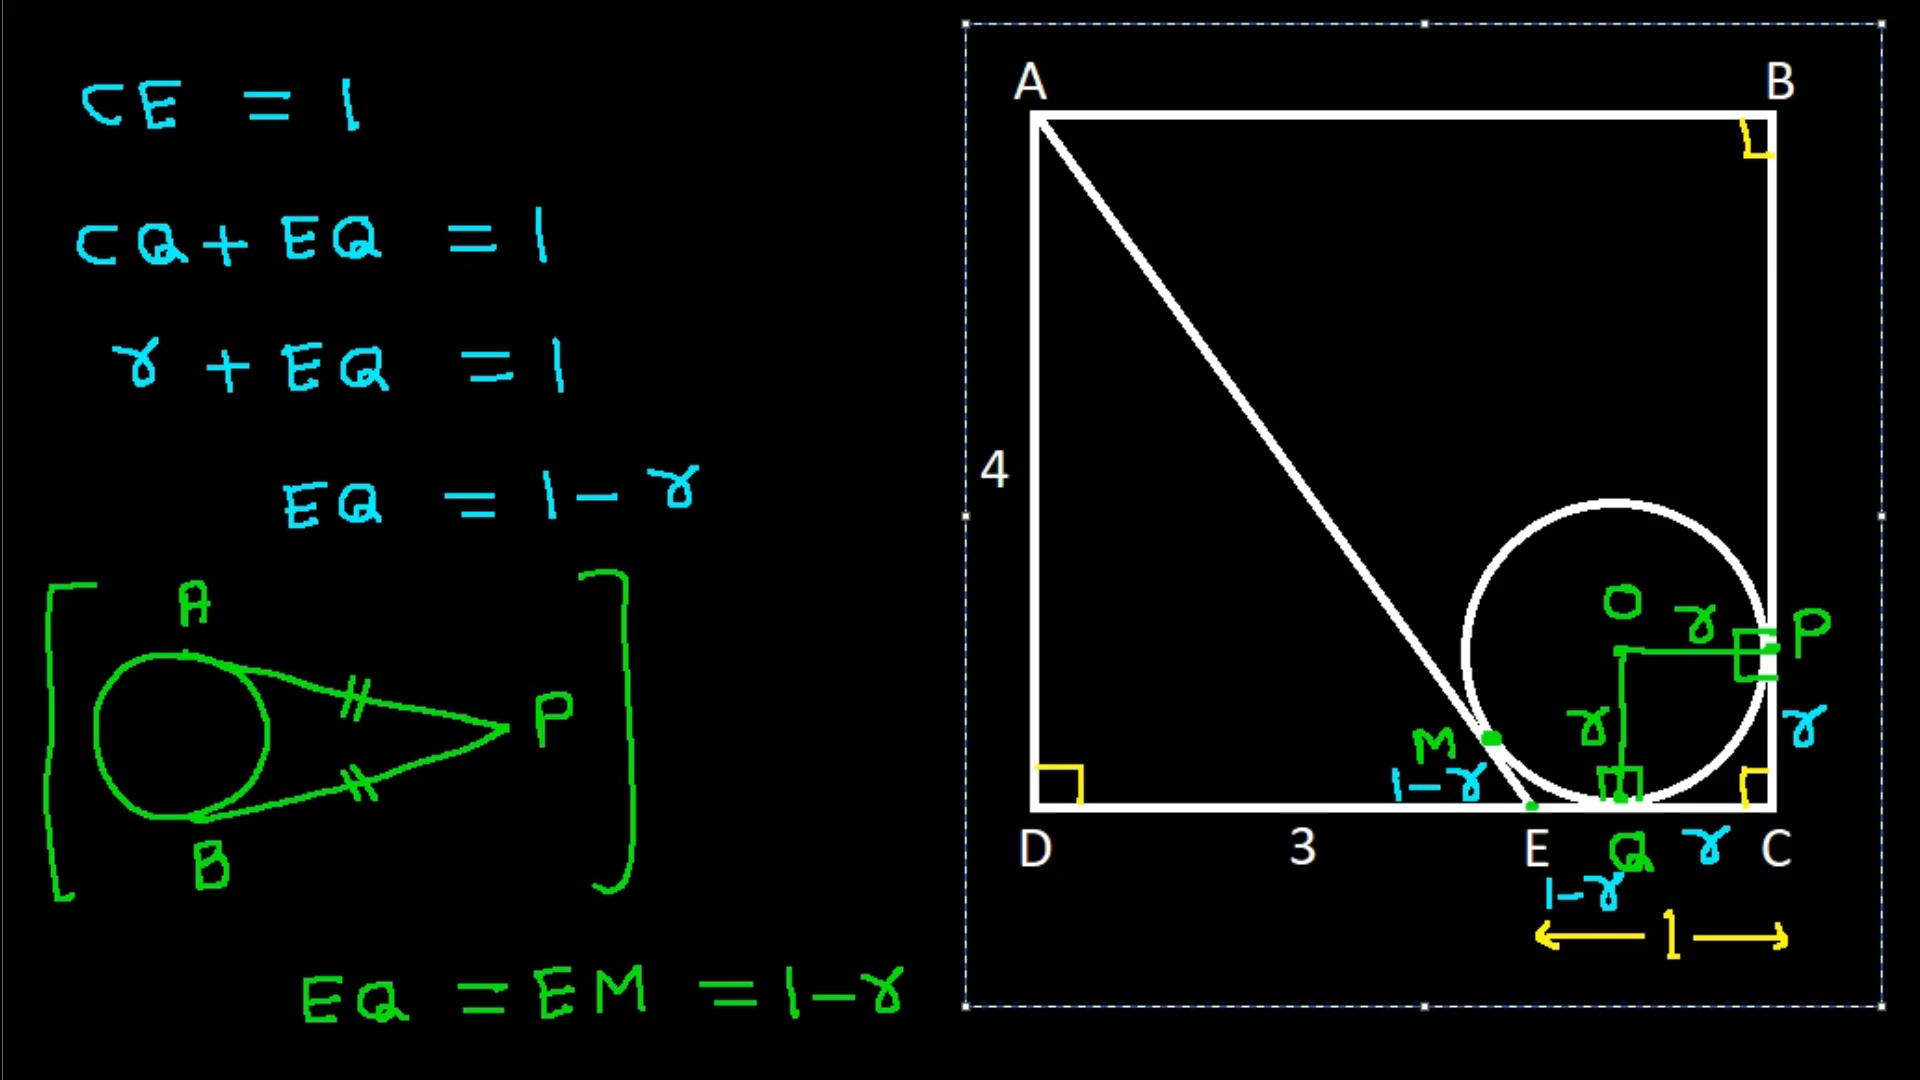 CE = 1
CQ + EQ = 1
r + EQ = 1
EQ = 1 - r
A
P
B
EQ = EM = 1 - r
A B
4
O r P
r r
M
1 - r
D 3 E Q r C
1 - r
1